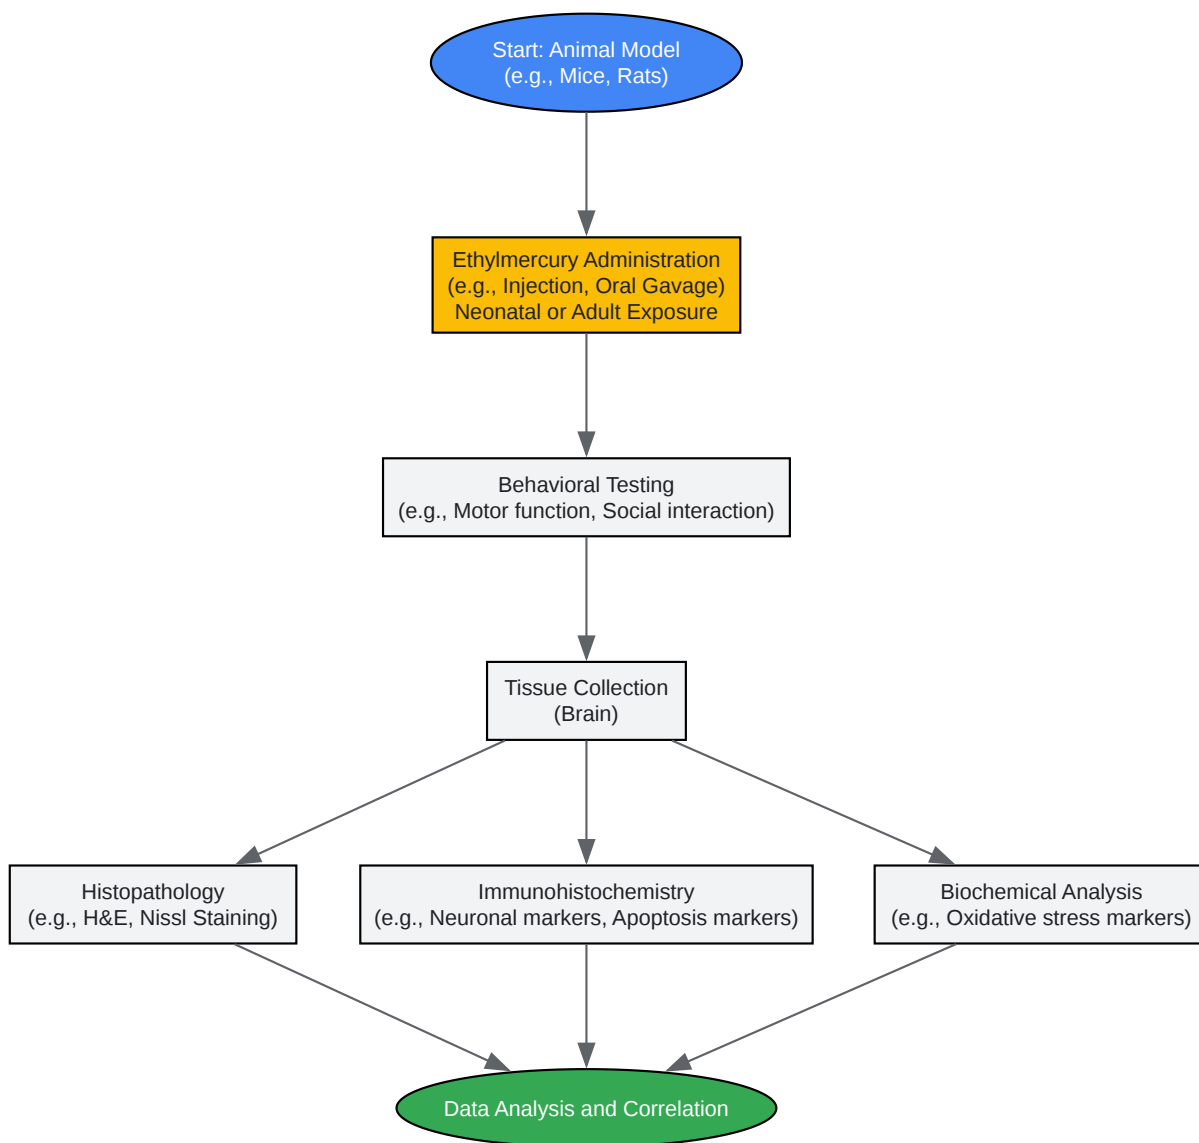 Start: Animal Model
(e.g., Mice, Rats)
Ethylmercury Administration
(e.g., Injection, Oral Gavage)
Neonatal or Adult Exposure
Behavioral Testing
(e.g., Motor function, Social interaction)
Tissue Collection
(Brain)
Histopathology
(e.g., H&E, Nissl Staining)
Immunohistochemistry
(e.g., Neuronal markers, Apoptosis markers)
Biochemical Analysis
(e.g., Oxidative stress markers)
Data Analysis and Correlation